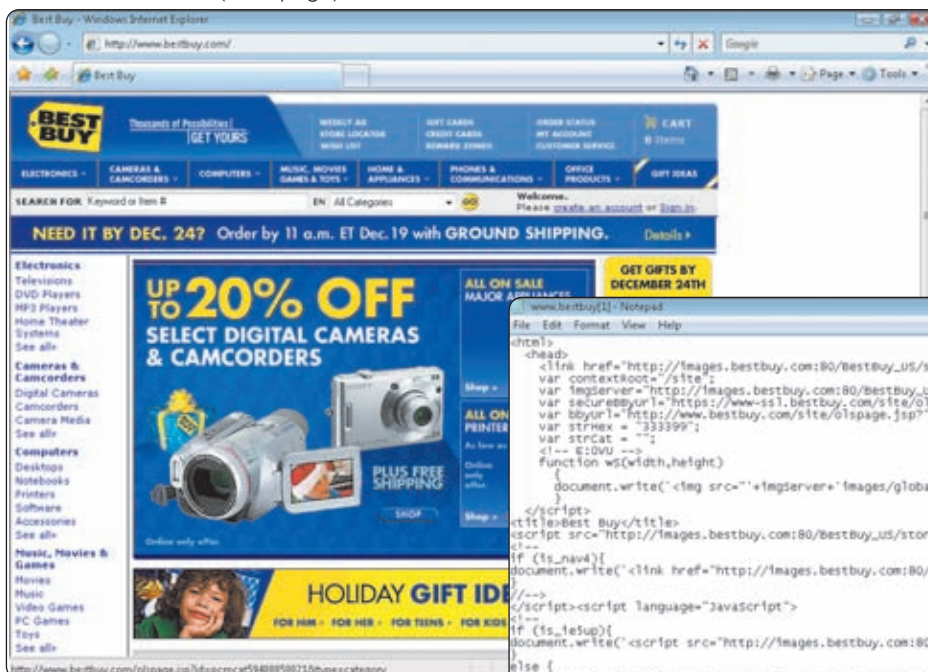 Best Buy - Windows Internet Explorer
http://www.bestbuy.com/
Google
Best Buy
Page Tools
BEST BUY
Thousands of Possibilities | GET YOURS
WEEKLY AD
STORE LOCATOR
WISH LIST
GIFT CARDS
CREDIT CARDS
REWARD ZONE
ORDER STATUS
MY ACCOUNT
CUSTOMER SERVICE
CART
0 Items
ELECTRONICS
CAMERAS & CAMCORDERS
COMPUTERS
MUSIC, MOVIES GAMES & TOYS
HOME & APPLIANCES
PHONES & COMMUNICATIONS
OFFICE PRODUCTS
GIFT IDEAS
SEARCH FOR Keyword or Item # IN All Categories GO
Welcome.
Please create an account or Sign in.
NEED IT BY DEC. 24? Order by 11 a.m. ET Dec. 19 with GROUND SHIPPING. Details
Electronics
Televisions
DVD Players
MP3 Players
Home Theater
Systems
See all
Cameras &
Camcorders
Digital Cameras
Camcorders
Camera Media
See all
Computers
Desktops
Notebooks
Printers
Software
Accessories
See all
Music, Movies &
Games
Movies
Music
Video Games
PC Games
Toys
See all
UP TO 20% OFF
SELECT DIGITAL CAMERAS
& CAMCORDERS
PLUS FREE
SHIPPING
SHOP
Online only offer.
ALL ON SALE
MAJOR APPLIANCES
Shop
ALL ON
PRINTER
As low as
Online
only
offer.
Shop
GET GIFTS BY
DECEMBER 24TH
HOLIDAY GIFT IDE
FOR HIM • FOR HER • FOR TEENS • FOR KIDS
www.bestbuy[1] - Notepad
File Edit Format View Help
<html>
<head>
<link href="http://images.bestbuy.com:80/BestBuy_US/s
var contextRoot="/site";
var imgServer="http://images.bestbuy.com:80/BestBuy_U
var secureBByUrl="https://www-ssl.bestbuy.com/site/ol
var bbyUrl="http://www.bestbuy.com/site/olspage.jsp?"
var strHex = "333399";
var strCat = "";
<!-- E:OVU -->
function wS(width,height)
{
document.write('<img src="'+imgServer+'images/globa
}
</script>
<title>Best Buy</title>
<script src="http://images.bestbuy.com:80/BestBuy_US/stor
<!--
if (is_nav4){
document.write('<link href="http://images.bestbuy.com:80/
}
//-->
</script><script language="JavaScript">
<!--
if (is_ie5up){
document.write('<script src="http://images.bestbuy.com:80
}
else {